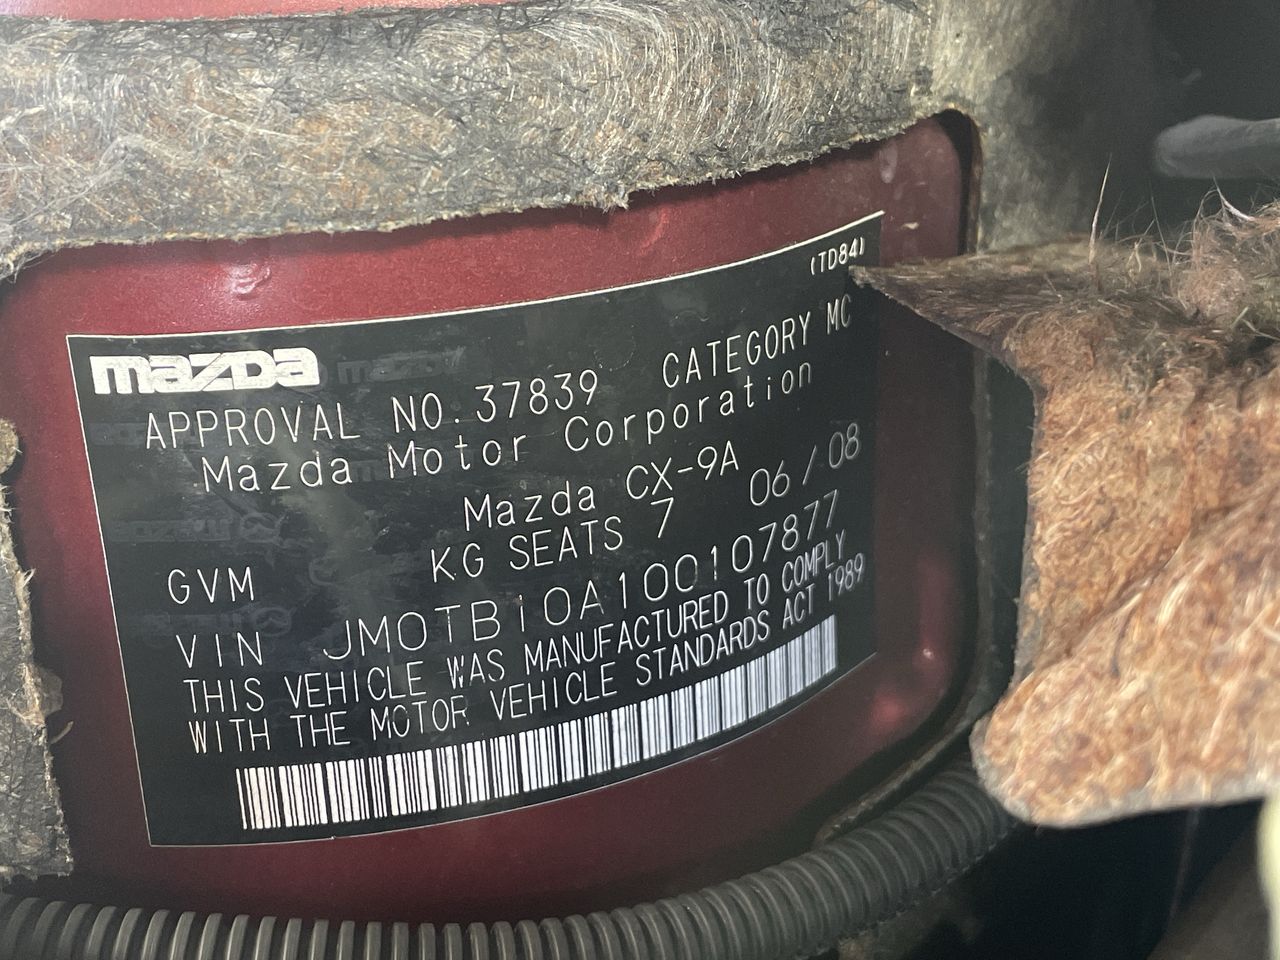 (TD84)
mazda
APPROVAL NO. 37839 CATEGORY MC
Mazda Motor Corporation
Mazda CX-9A
KG SEATS 7 06/08
GVM
VIN JM0TB10A100107877
THIS VEHICLE WAS MANUFACTURED TO COMPLY
WITH THE MOTOR VEHICLE STANDARDS ACT 1989